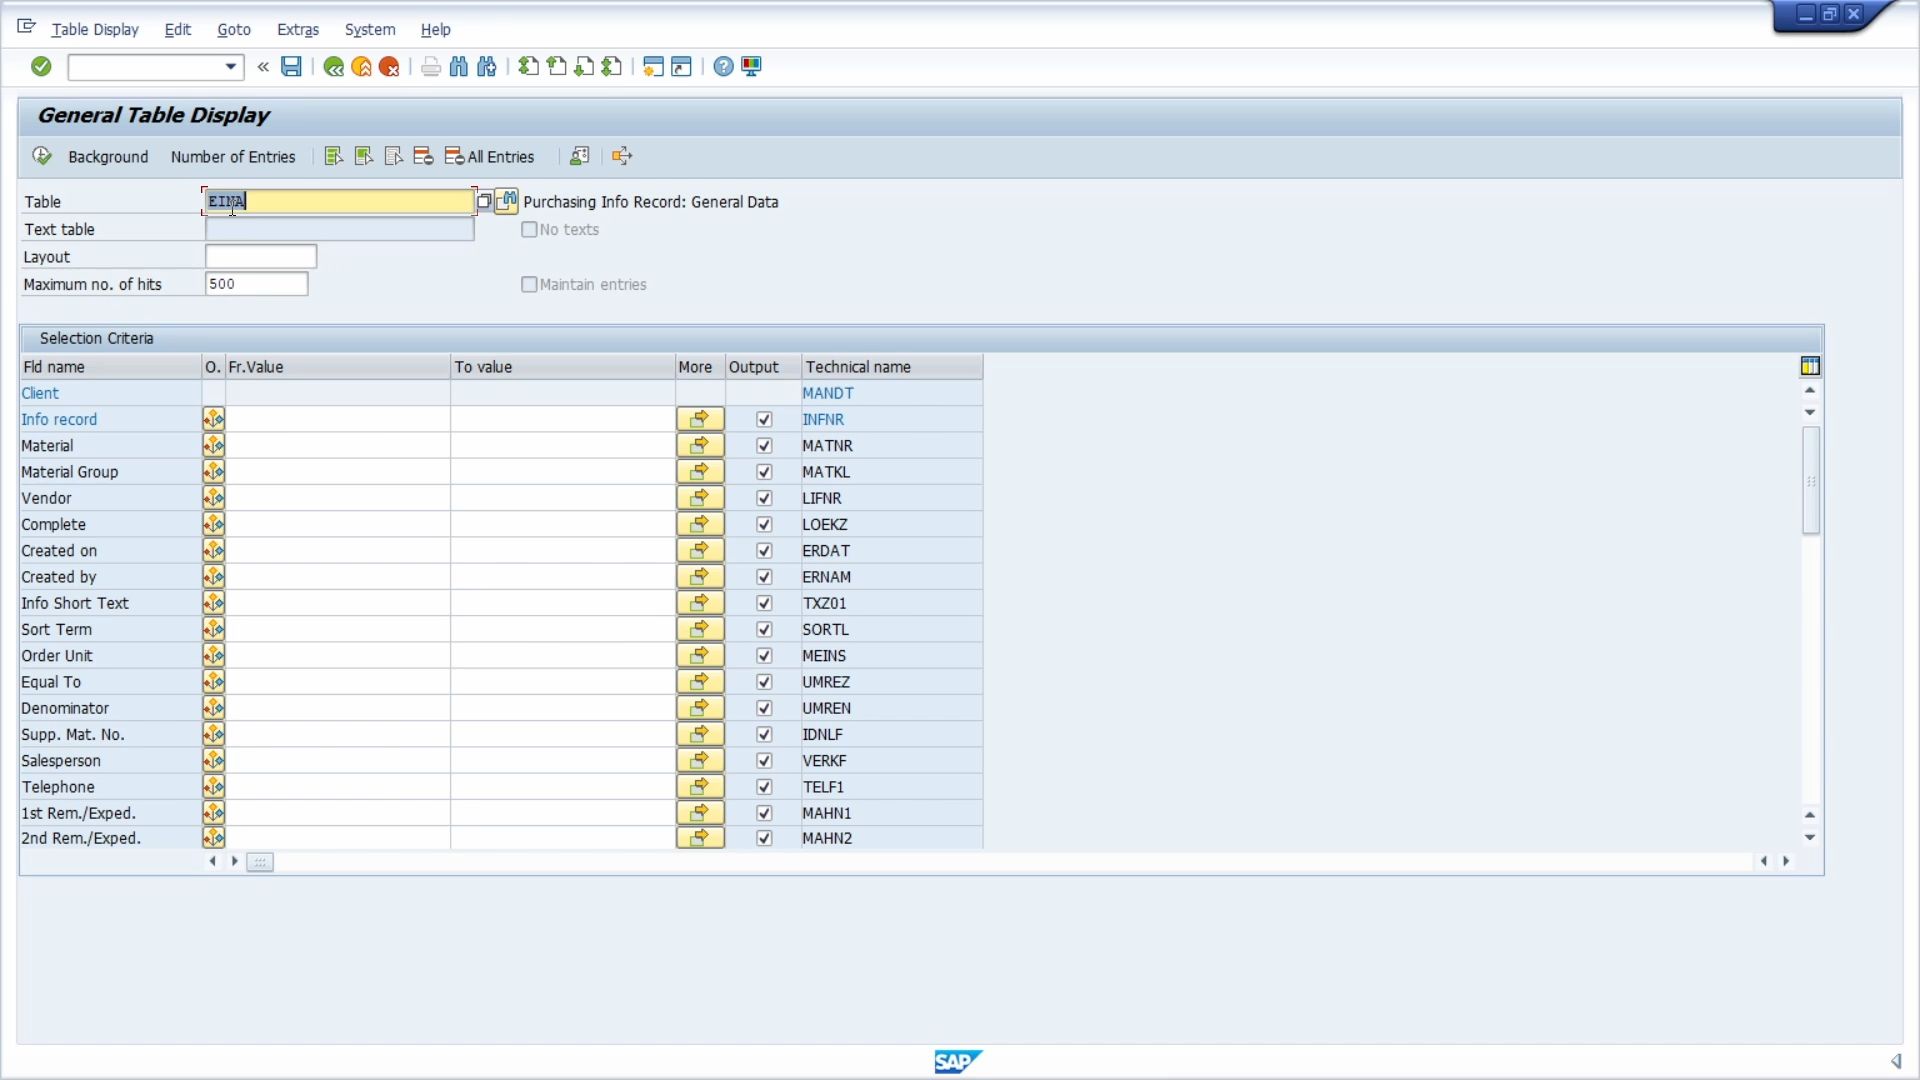 Table Display Edit Goto Extras System Help
General Table Display
Background Number of Entries All Entries
Table EINA Purchasing Info Record: General Data
Text table No texts
Layout
Maximum no. of hits 500 Maintain entries
Selection Criteria
Fld name O. Fr.Value To value More Output Technical name
Client MANDT
Info record INFNR
Material MATNR
Material Group MATKL
Vendor LIFNR
Complete LOEKZ
Created on ERDAT
Created by ERNAM
Info Short Text TXZ01
Sort Term SORTL
Order Unit MEINS
Equal To UMREZ
Denominator UMREN
Supp. Mat. No. IDNLF
Salesperson VERKF
Telephone TELF1
1st Rem./Exped. MAHN1
2nd Rem./Exped. MAHN2
SAP